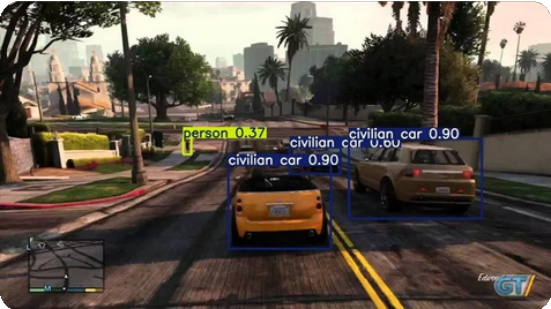 person 0.37
civilian car 0.90
civilian car 0.60
civilian car 0.90
GT